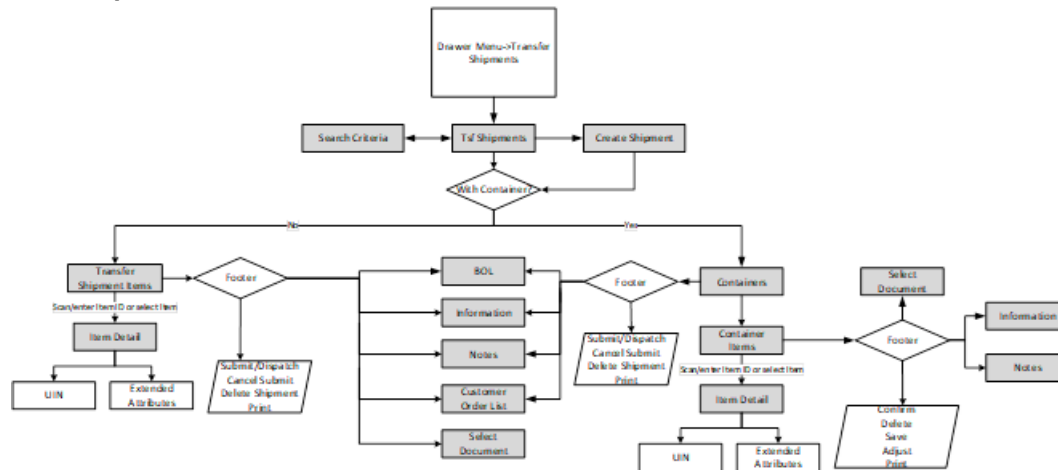 Drawer Menu->Transfer
Shipments
Search Criteria
Tsf Shipments
Create Shipment
With Container?
No
Yes
Transfer
Shipment Items
Footer
BOL
Footer
Containers
Select
Document
Scan/enter Item ID or select Item
Information
Container
Items
Footer
Information
Item Detail
Submit/Dispatch
Cancel Submit
Delete Shipment
Print
Notes
Submit/Dispatch
Cancel Submit
Delete Shipment
Print
Scan/enter Item ID or select Item
Notes
UIN
Extended
Attributes
Customer
Order List
Item Detail
Confirm
Delete
Save
Adjust
Print
Select
Document
UIN
Extended
Attributes